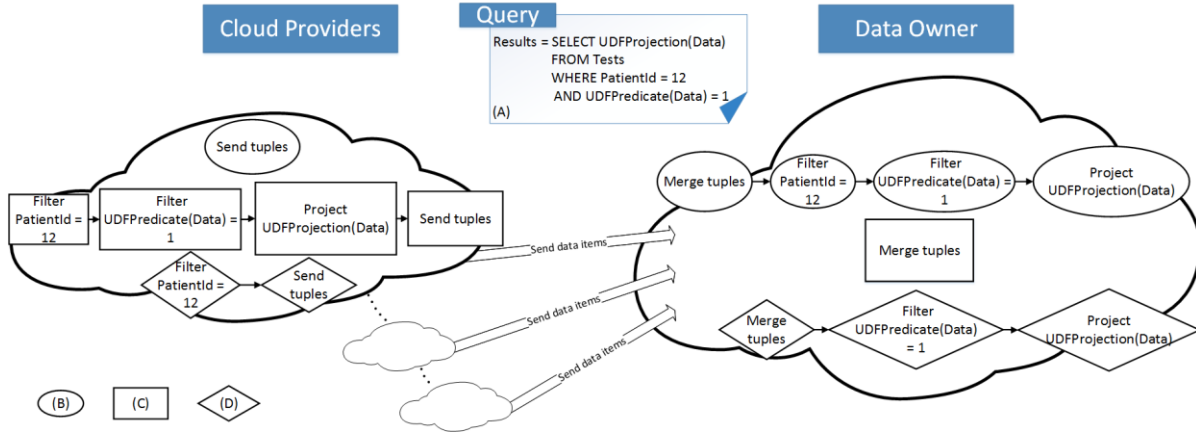 Cloud Providers
Query
Data Owner
Results = SELECT UDFProjection(Data)
FROM Tests
WHERE PatientId = 12
AND UDFPredicate(Data) = 1
(A)
Send tuples
Filter
PatientId =
12
Filter
UDFPredicate(Data) =
1
Project
UDFProjection(Data)
Send tuples
Filter
PatientId =
12
Send
tuples
Send data items
Send data items
Send data items
Merge tuples
Filter
PatientId =
12
Filter
UDFPredicate(Data) =
1
Project
UDFProjection(Data)
Merge tuples
Merge
tuples
Filter
UDFPredicate(Data)
= 1
Project
UDFProjection(Data)
(B)
(C)
(D)